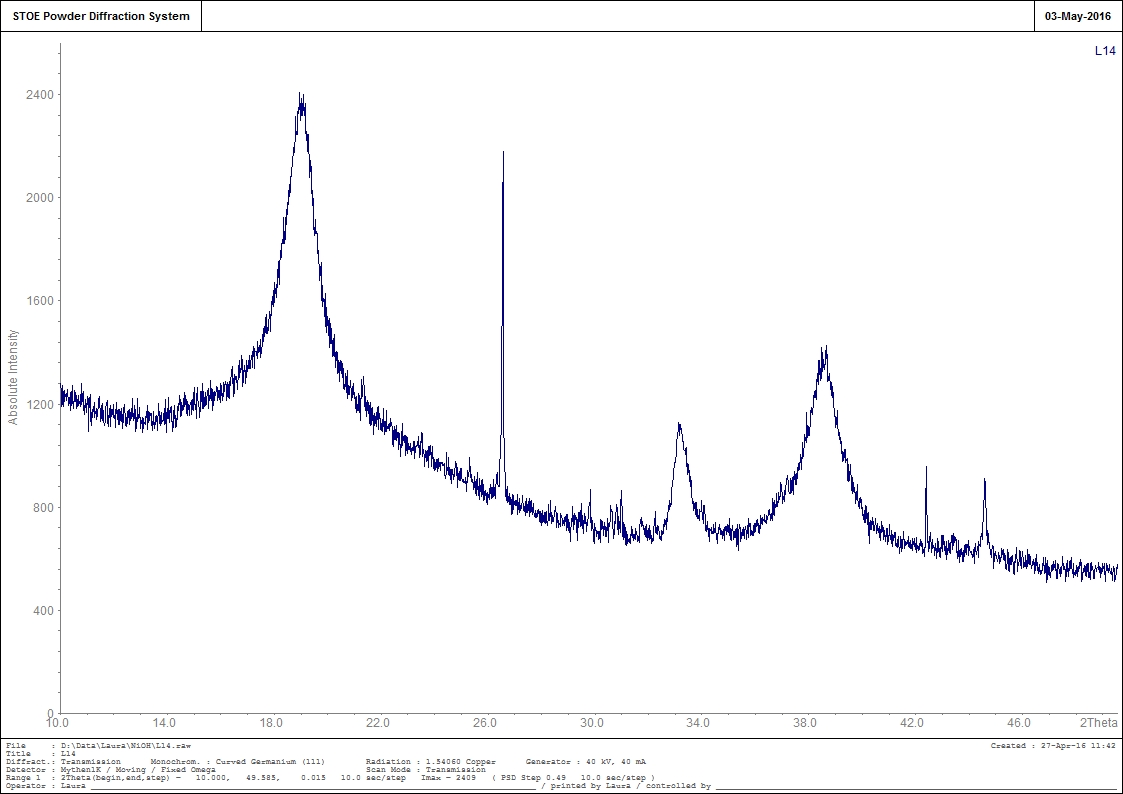 STOE Powder Diffraction System
03-May-2016
L14
Absolute Intensity
2400
2000
1600
1200
800
400
0
10.0 14.0 18.0 22.0 26.0 30.0 34.0 38.0 42.0 46.0 2Theta
File : D:\Data\Laura\NiOH\L14.raw Created : 27-Apr-16 11:42
Title : L14
Diffract.: Transmission Monochrom. : Curved Germanium (111) Radiation : 1.54060 Copper Generator : 40 kV, 40 mA
Detector : Mythen1K / Moving / Fixed Omega Scan Mode : Transmission
Range 1 : 2Theta(begin,end,step) = 10.000, 49.585, 0.015 10.0 sec/step Imax = 2409 ( PSD Step 0.49 10.0 sec/step )
Operator : Laura / printed by Laura / controlled by